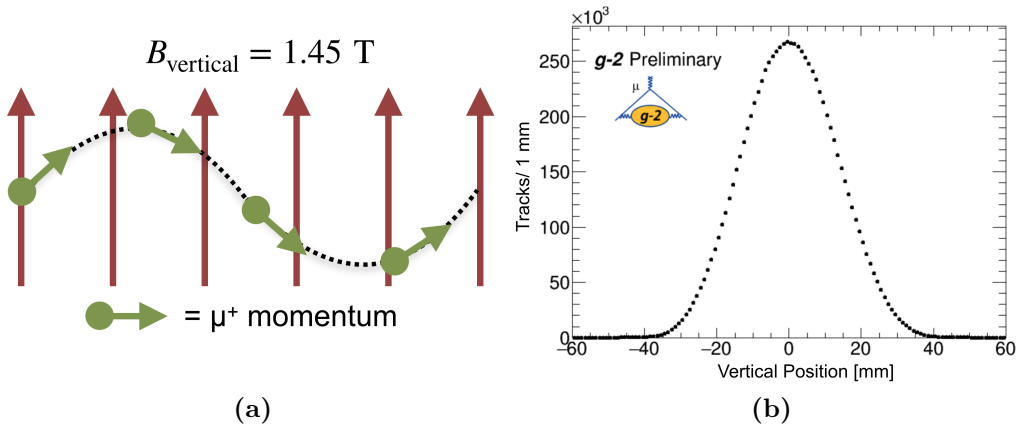 B_vertical = 1.45 T
= μ⁺ momentum
(a)
×10³
g-2 Preliminary
μ
g-2
Tracks/ 1 mm
250
200
150
100
50
0
−60 −40 −20 0 20 40 60
Vertical Position [mm]
(b)